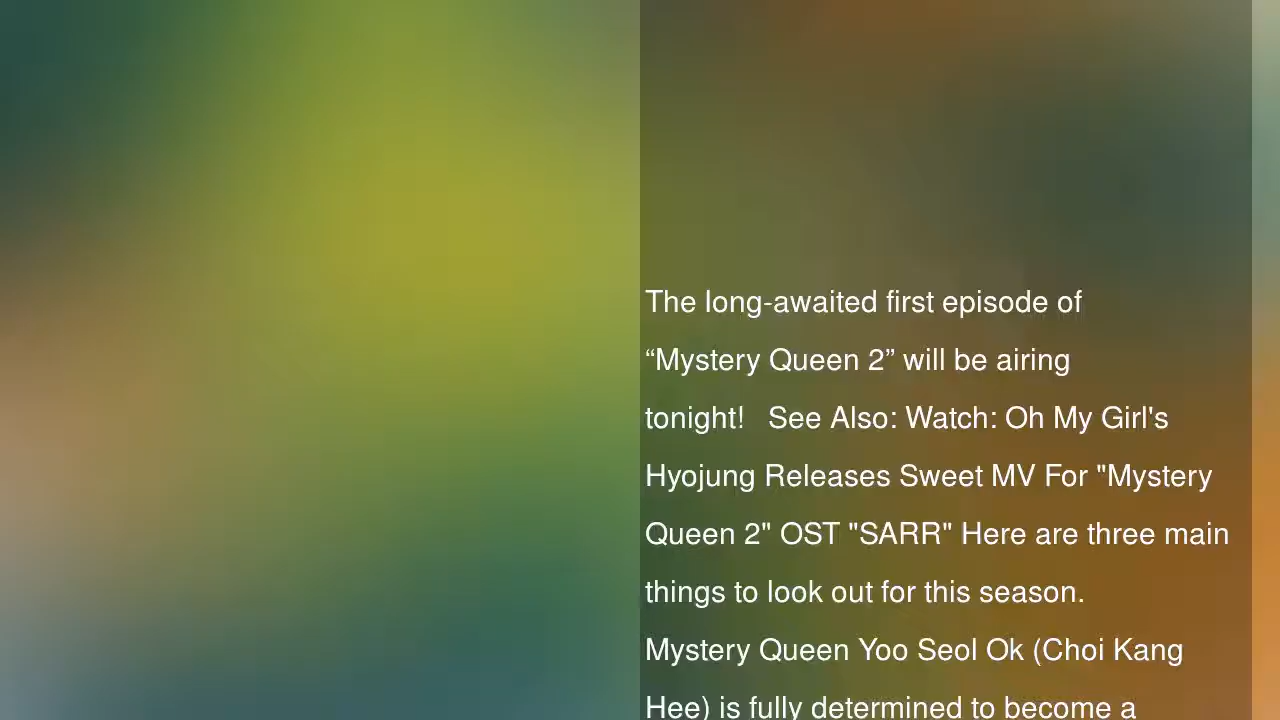 The long-awaited first episode of
“Mystery Queen 2” will be airing
tonight!   See Also: Watch: Oh My Girl's
Hyojung Releases Sweet MV For "Mystery
Queen 2" OST "SARR" Here are three main
things to look out for this season.
Mystery Queen Yoo Seol Ok (Choi Kang
Hee) is fully determined to become a